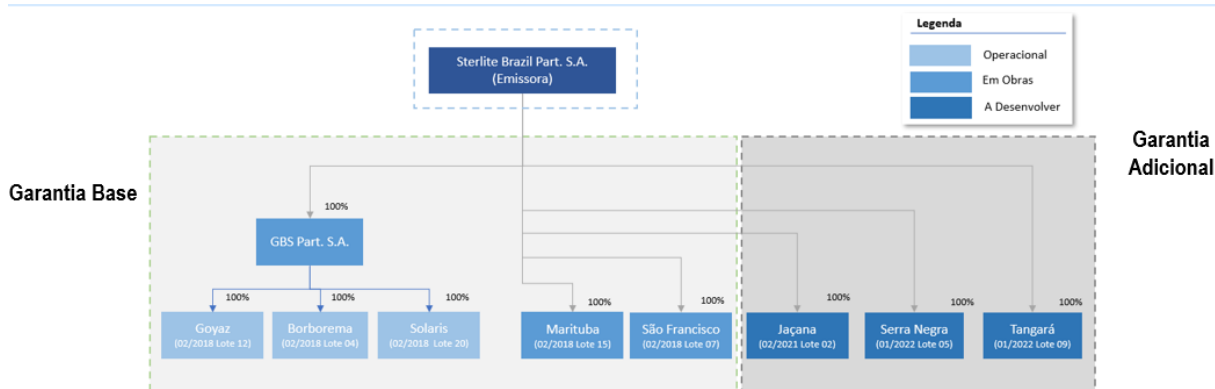 Legenda
Operacional
Em Obras
A Desenvolver
Sterlite Brazil Part. S.A.
(Emissora)
Garantia
Adicional
Garantia Base
100%
GBS Part. S.A.
100%
100%
100%
100%
100%
100%
100%
100%
Goyaz
(02/2018 Lote 12)
Borborema
(02/2018 Lote 04)
Solaris
(02/2018 Lote 20)
Marituba
(02/2018 Lote 15)
São Francisco
(02/2018 Lote 07)
Jaçana
(02/2021 Lote 02)
Serra Negra
(01/2022 Lote 05)
Tangará
(01/2022 Lote 09)